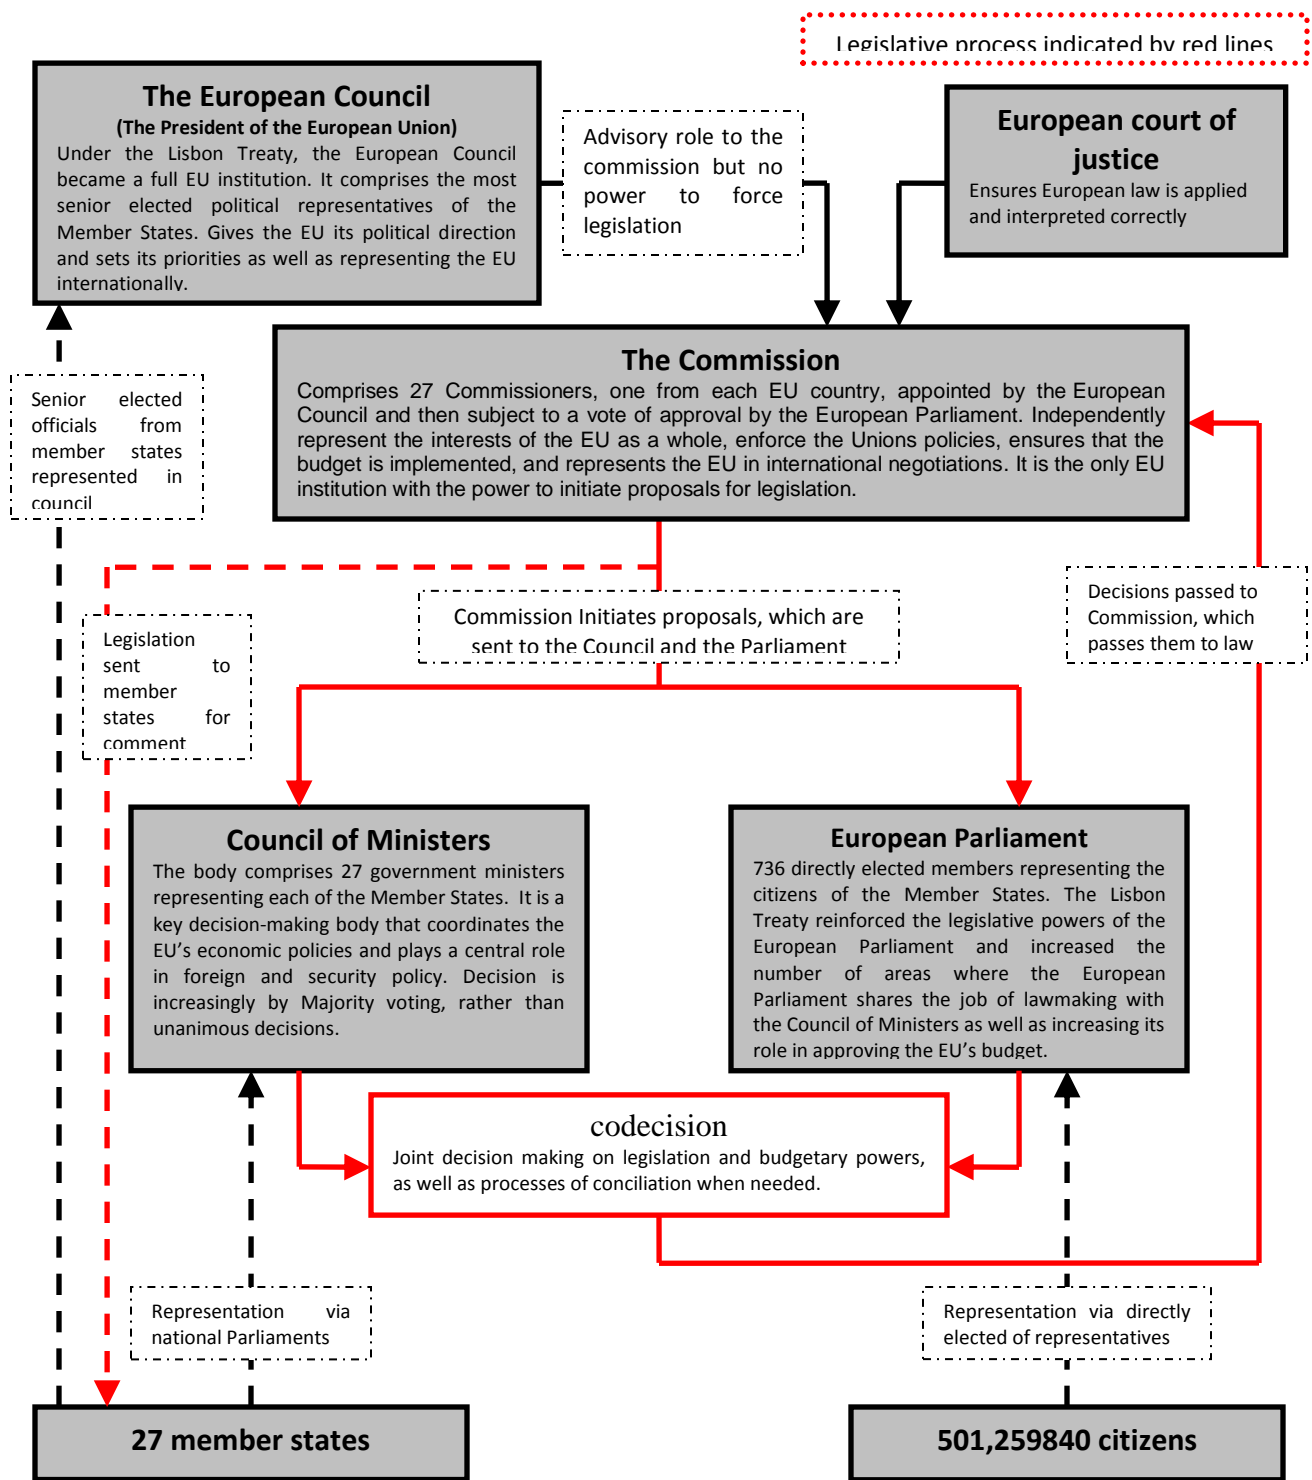 Legislative process indicated by red lines
The European Council
(The President of the European Union)
Under the Lisbon Treaty, the European Council
became a full EU institution. It comprises the most
senior elected political representatives of the
Member States. Gives the EU its political direction
and sets its priorities as well as representing the EU
internationally.
Advisory role to the
commission but no
power to force
legislation
European court of
justice
Ensures European law is applied
and interpreted correctly
The Commission
Comprises 27 Commissioners, one from each EU country, appointed by the European
Council and then subject to a vote of approval by the European Parliament. Independently
represent the interests of the EU as a whole, enforce the Unions policies, ensures that the
budget is implemented, and represents the EU in international negotiations. It is the only EU
institution with the power to initiate proposals for legislation.
Senior elected
officials from
member states
represented in
council
Legislation
sent to
member
states for
comment
Commission Initiates proposals, which are
sent to the Council and the Parliament
Decisions passed to
Commission, which
passes them to law
Council of Ministers
The body comprises 27 government ministers
representing each of the Member States. It is a
key decision-making body that coordinates the
EU's economic policies and plays a central role
in foreign and security policy. Decision is
increasingly by Majority voting, rather than
unanimous decisions.
European Parliament
736 directly elected members representing the
citizens of the Member States. The Lisbon
Treaty reinforced the legislative powers of the
European Parliament and increased the
number of areas where the European
Parliament shares the job of lawmaking with
the Council of Ministers as well as increasing its
role in approving the EU's budget.
codecision
Joint decision making on legislation and budgetary powers,
as well as processes of conciliation when needed.
Representation via
national Parliaments
Representation via directly
elected of representatives
27 member states
501,259840 citizens